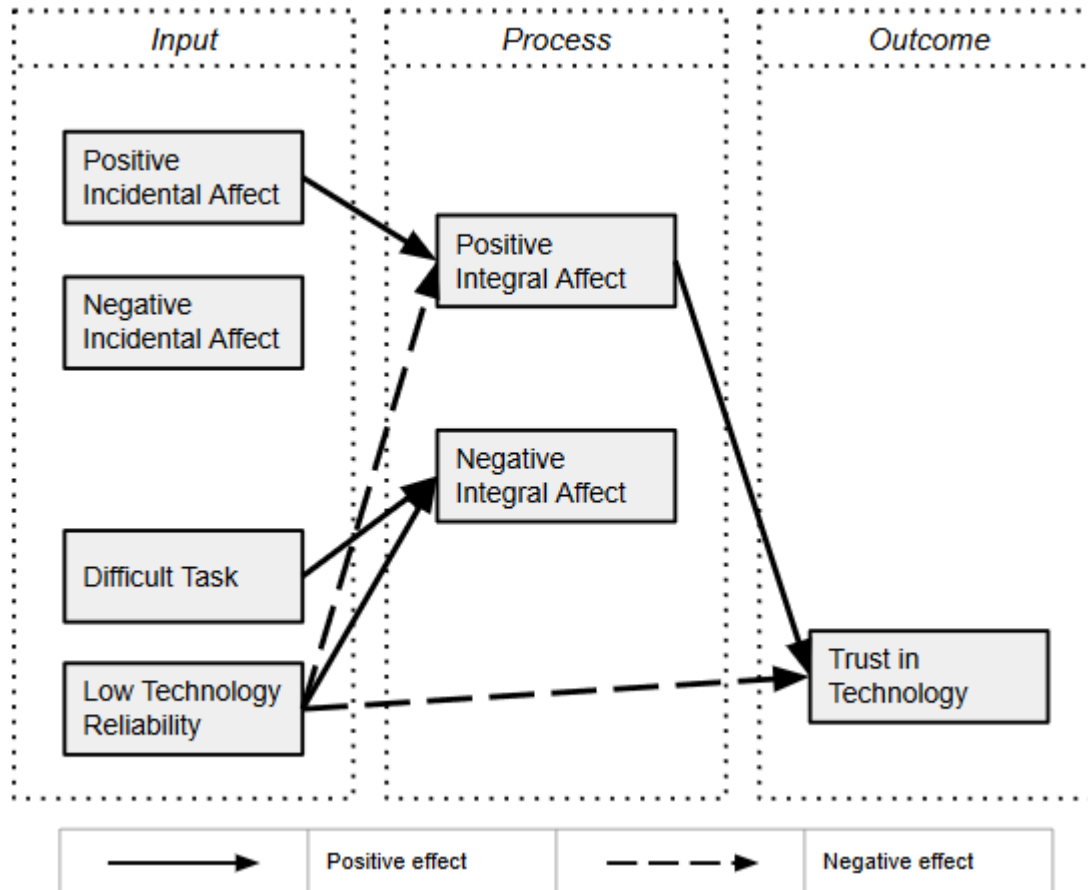 Input
Process
Outcome
Positive
Incidental Affect
Negative
Incidental Affect
Difficult Task
Low Technology
Reliability
Positive
Integral Affect
Negative
Integral Affect
Trust in
Technology
Positive effect
Negative effect